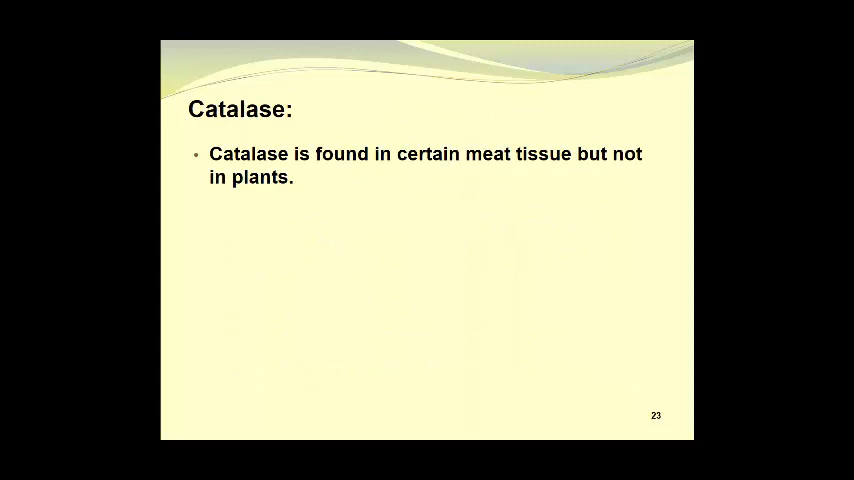 Catalase:
• Catalase is found in certain meat tissue but not
in plants.
23